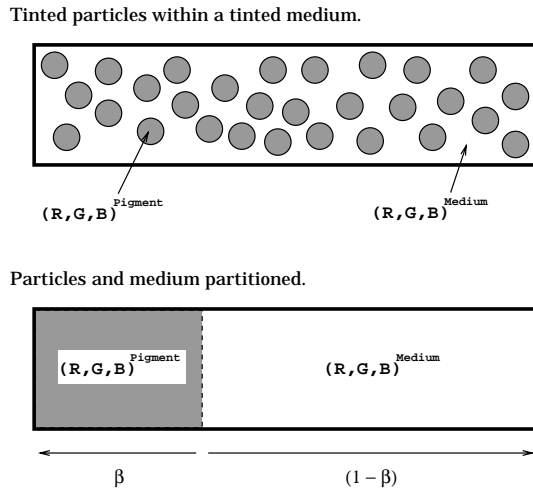 Tinted particles within a tinted medium.
(R,G,B)^Pigment (R,G,B)^Medium
Particles and medium partitioned.
(R,G,B)^Pigment (R,G,B)^Medium
β (1 – β)